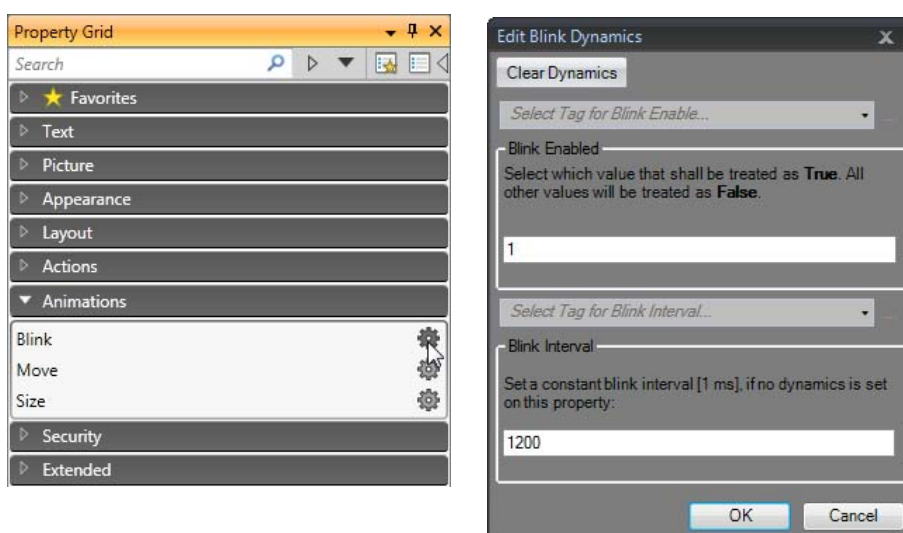 Property Grid
Search
Favorites
Text
Picture
Appearance
Layout
Actions
Animations
Blink
Move
Size
Security
Extended
Edit Blink Dynamics
Clear Dynamics
Select Tag for Blink Enable...
Blink Enabled
Select which value that shall be treated as True. All
other values will be treated as False.
1
Select Tag for Blink Interval...
Blink Interval
Set a constant blink interval [1 ms], if no dynamics is set
on this property:
1200
OK Cancel